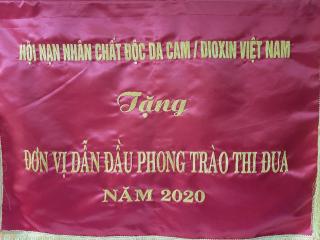 HỘI NẠN NHÂN CHẤT ĐỘC DA CAM / DIOXIN VIỆT NAM
Tặng
ĐƠN VỊ DẪN ĐẦU PHONG TRÀO THI ĐUA
NĂM 2020